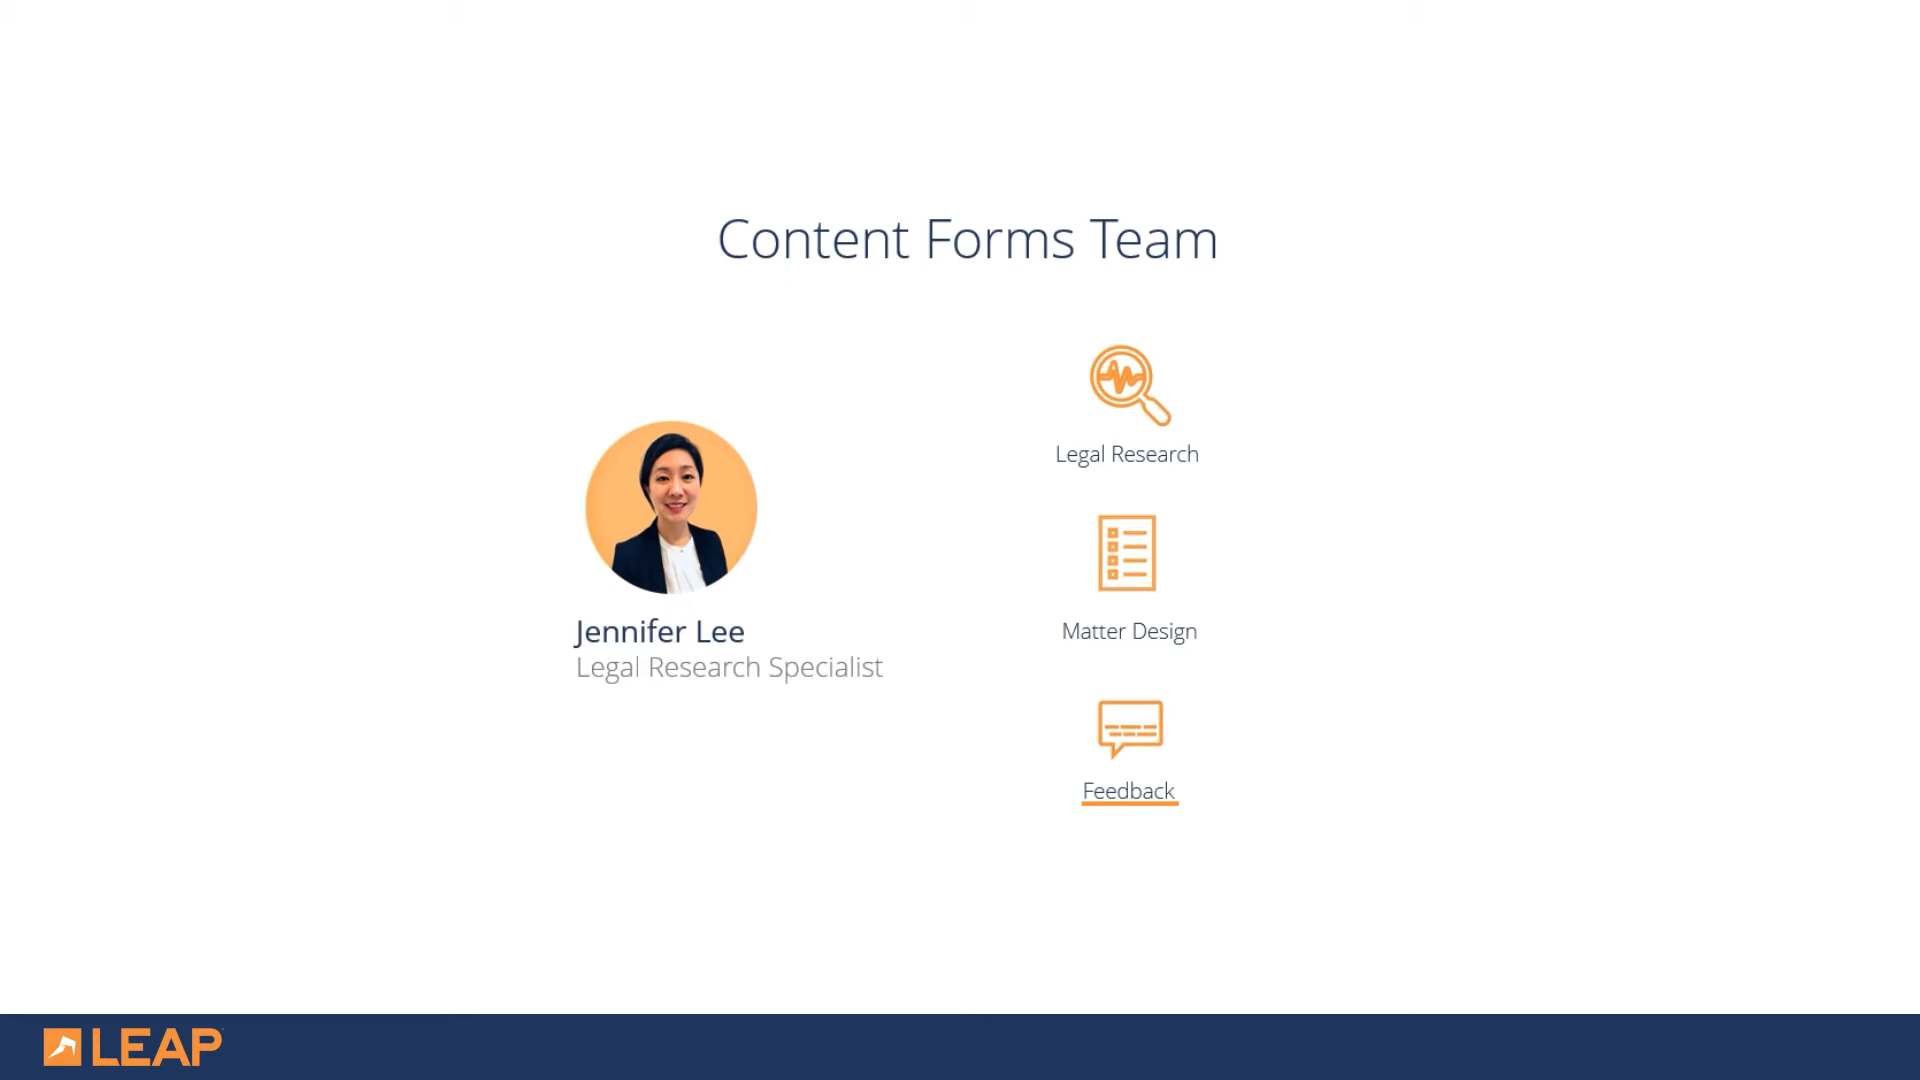 Content Forms Team
Legal Research
Jennifer Lee
Legal Research Specialist
Matter Design
Feedback
LEAP